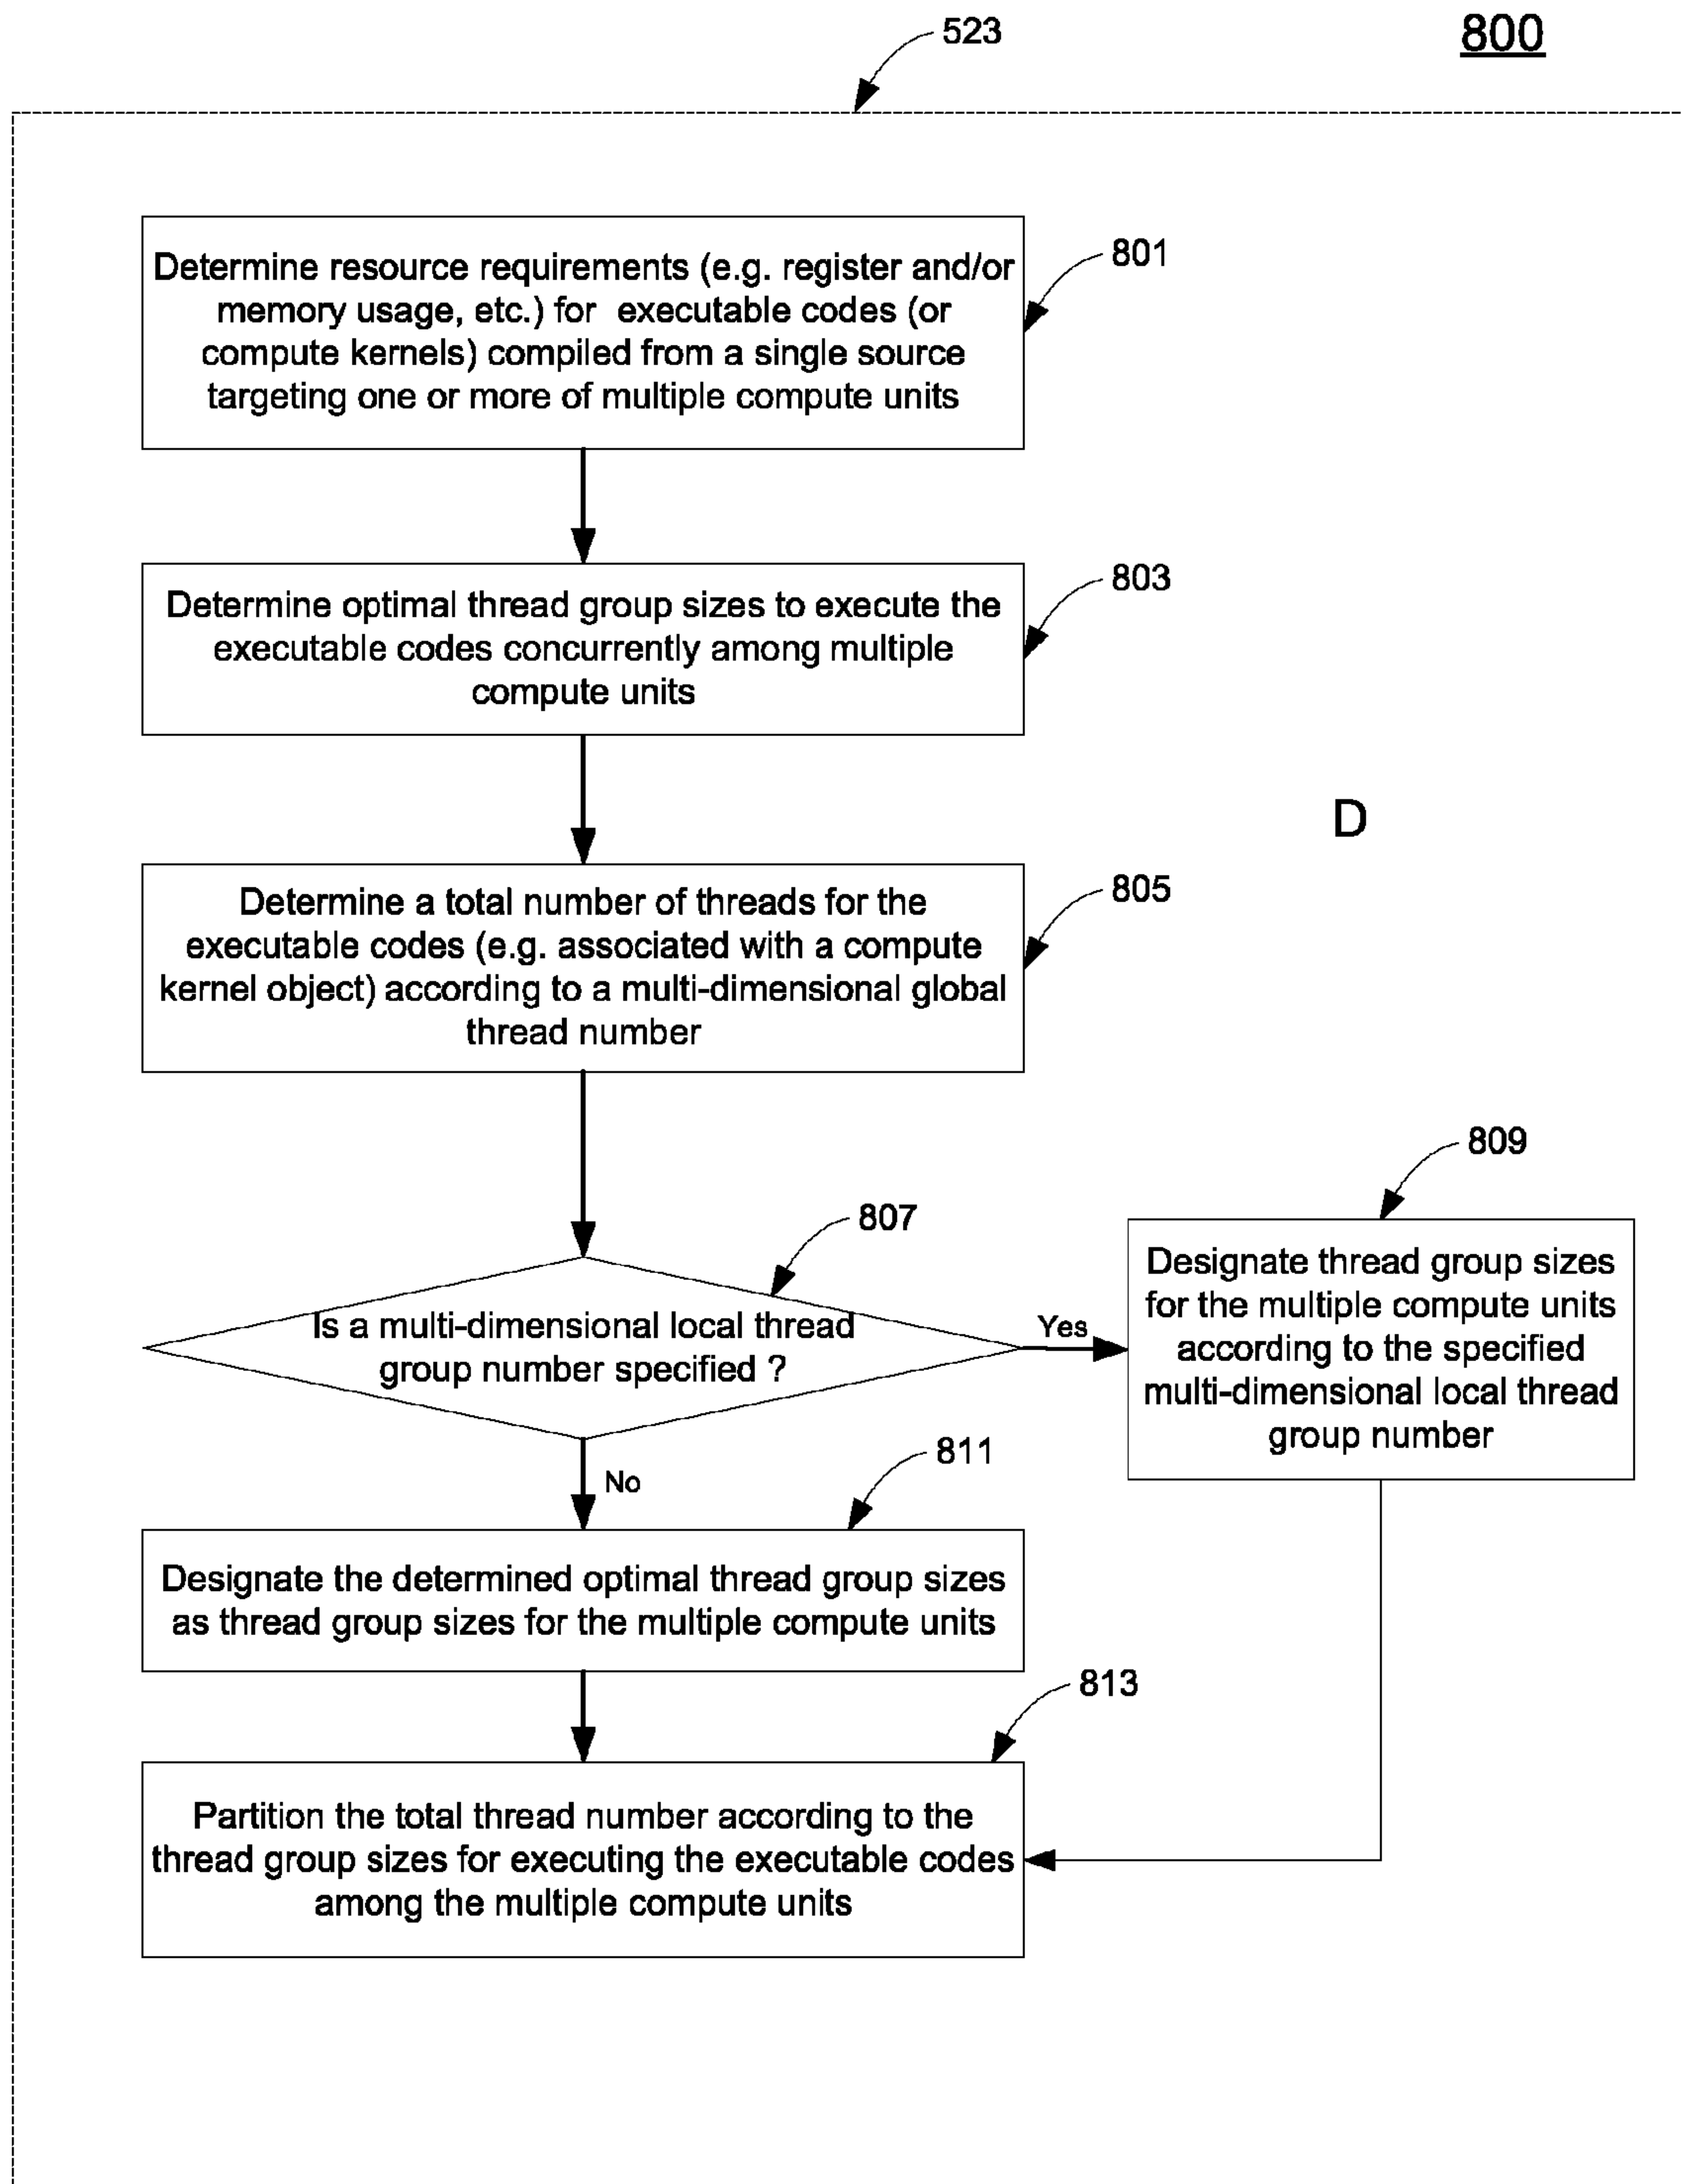 800
523
Determine resource requirements (e.g. register and/or
memory usage, etc.) for executable codes (or
compute kernels) compiled from a single source
targeting one or more of multiple compute units
801
Determine optimal thread group sizes to execute the
executable codes concurrently among multiple
compute units
803
D
Determine a total number of threads for the
executable codes (e.g. associated with a compute
kernel object) according to a multi-dimensional global
thread number
805
807
Is a multi-dimensional local thread
group number specified ?
Yes
809
Designate thread group sizes
for the multiple compute units
according to the specified
multi-dimensional local thread
group number
No
811
Designate the determined optimal thread group sizes
as thread group sizes for the multiple compute units
813
Partition the total thread number according to the
thread group sizes for executing the executable codes
among the multiple compute units